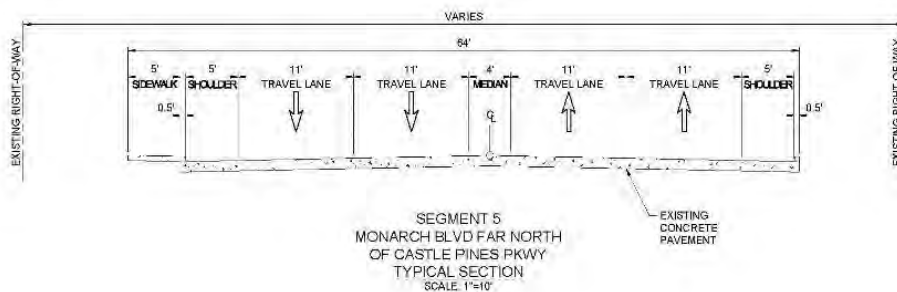 VARIES
64'
5' 5' 11' 11' 4' 11' 11' 5'
SIDEWALK SHOULDER TRAVEL LANE TRAVEL LANE MEDIAN TRAVEL LANE TRAVEL LANE SHOULDER
0.5' 0.5'
EXISTING RIGHT-OF-WAY
EXISTING RIGHT-OF-WAY
CL
EXISTING
CONCRETE
PAVEMENT
SEGMENT 5
MONARCH BLVD FAR NORTH
OF CASTLE PINES PKWY
TYPICAL SECTION
SCALE: 1"=10'